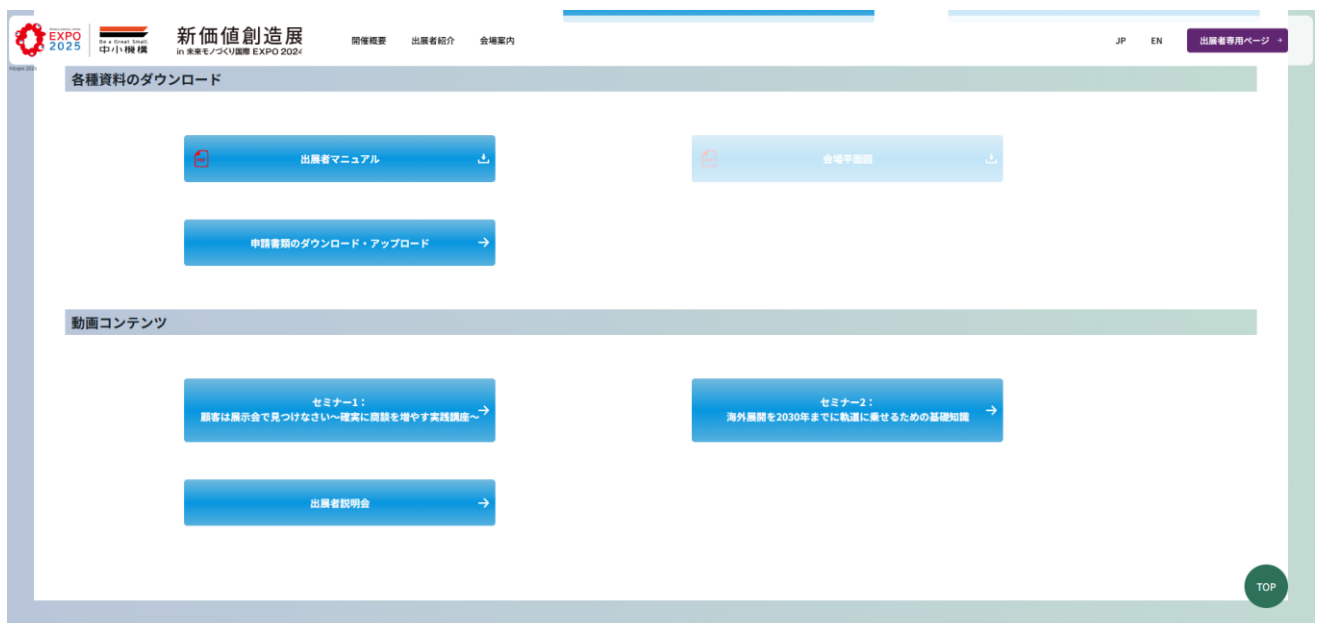 EXPO
2025
Be a Great Small.
中小機構
新価値創造展
in 未来モノづくり国際 EXPO 2024
開催概要
出展者紹介
会場案内
JP
EN
出展者専用ページ
各種資料のダウンロード
出展者マニュアル
会場平面図
申請書類のダウンロード・アップロード
動画コンテンツ
セミナー1：
顧客は展示会で見つけなさい～確実に商談を増やす実践講座～
セミナー2：
海外展開を2030年までに軌道に乗せるための基礎知識
出展者説明会
TOP